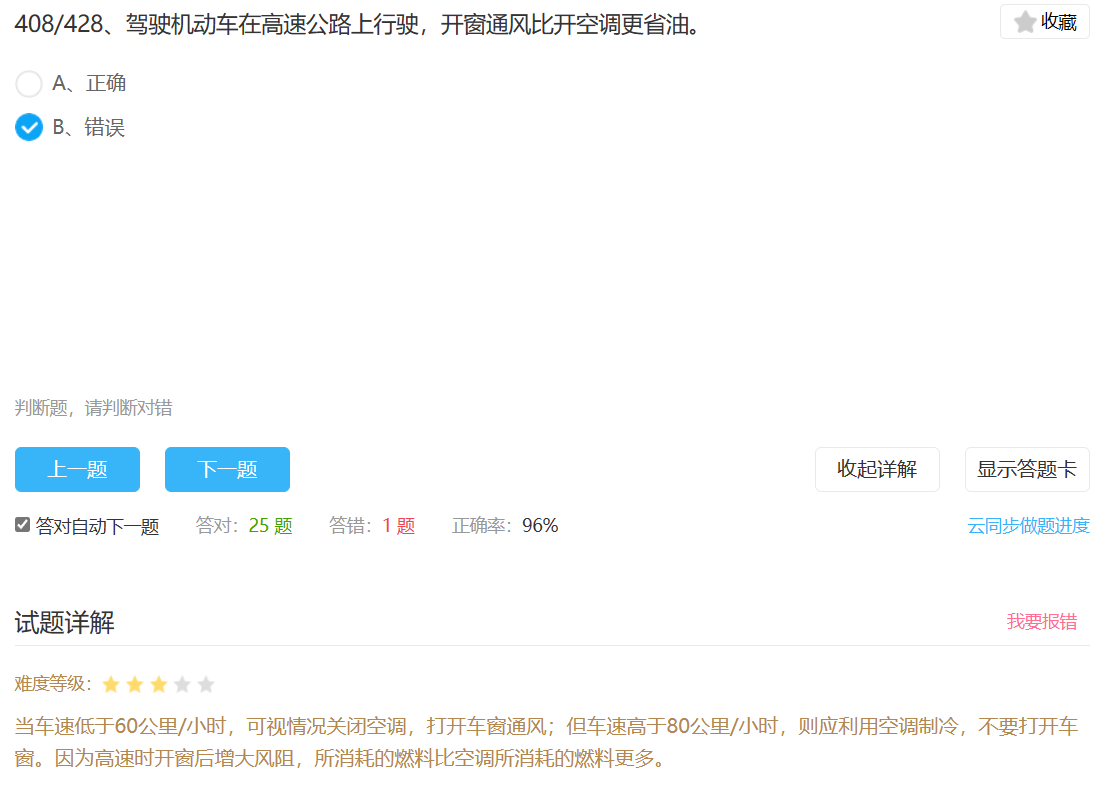 408/428、驾驶机动车在高速公路上行驶，开窗通风比开空调更省油。
收藏
A、正确
B、错误
判断题，请判断对错
上一题
下一题
收起详解
显示答题卡
答对自动下一题 答对：25 题 答错：1 题 正确率：96%
云同步做题进度
试题详解
我要报错
难度等级：
当车速低于60公里/小时，可视情况关闭空调，打开车窗通风；但车速高于80公里/小时，则应利用空调制冷，不要打开车
窗。因为高速时开窗后增大风阻，所消耗的燃料比空调所消耗的燃料更多。